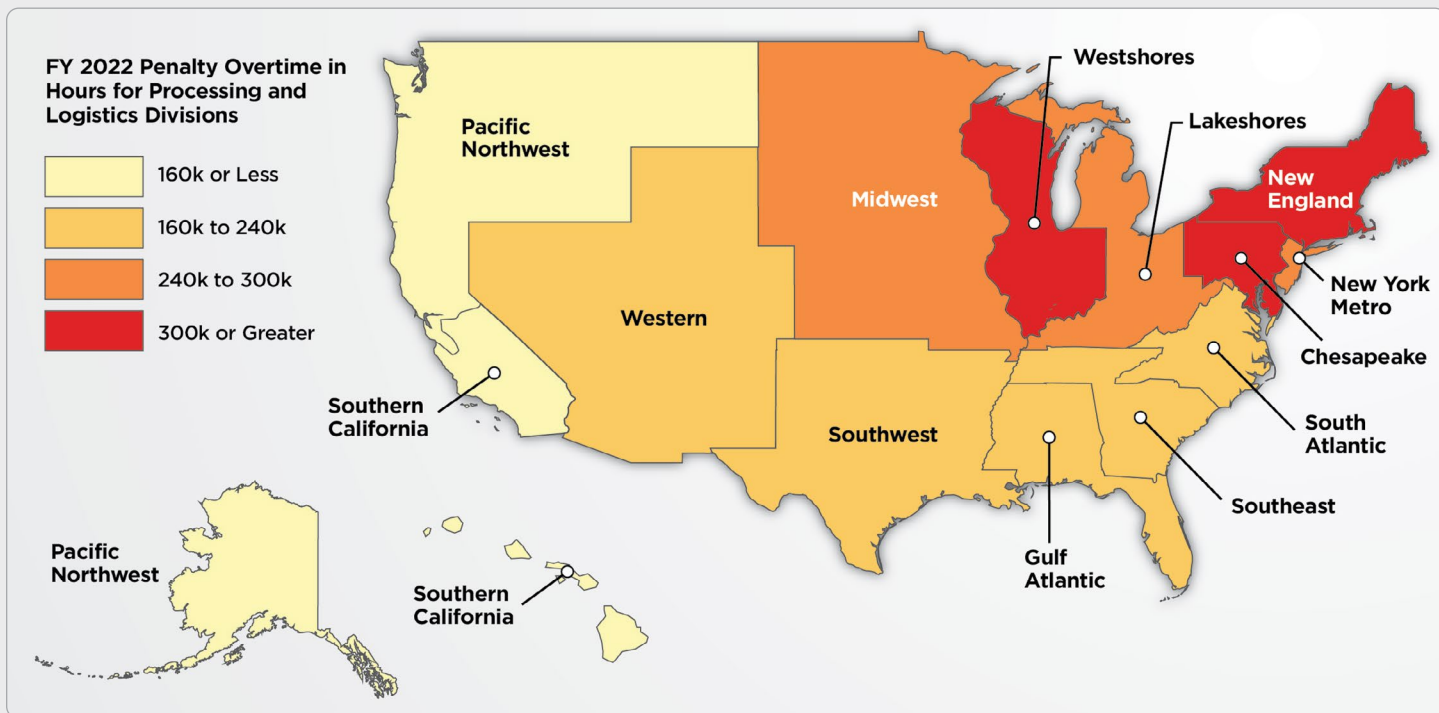 FY 2022 Penalty Overtime in
Hours for Processing and
Logistics Divisions
160k or Less
160k to 240k
240k to 300k
300k or Greater
Pacific
Northwest
Westshores
Lakeshores
Midwest
New
England
New York
Metro
Chesapeake
Western
Southern
California
Southwest
South
Atlantic
Southeast
Gulf
Atlantic
Pacific
Northwest
Southern
California